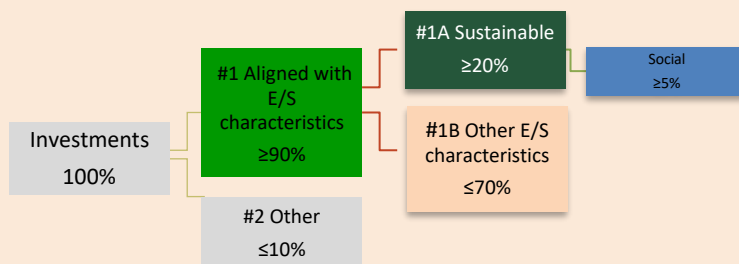 Investments
100%
#1 Aligned with
E/S
characteristics
≥90%
#2 Other
≤10%
#1A Sustainable
≥20%
#1B Other E/S
characteristics
≤70%
Social
≥5%